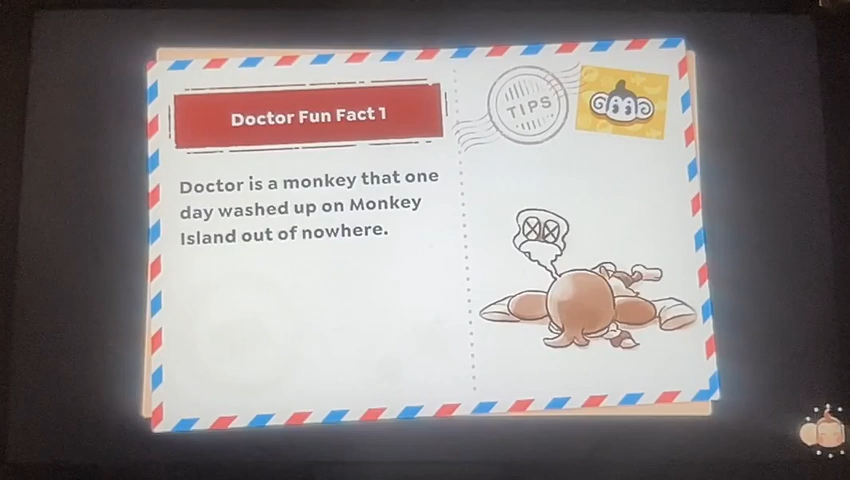 Doctor Fun Fact 1
TIPS
Doctor is a monkey that one
day washed up on Monkey
Island out of nowhere.